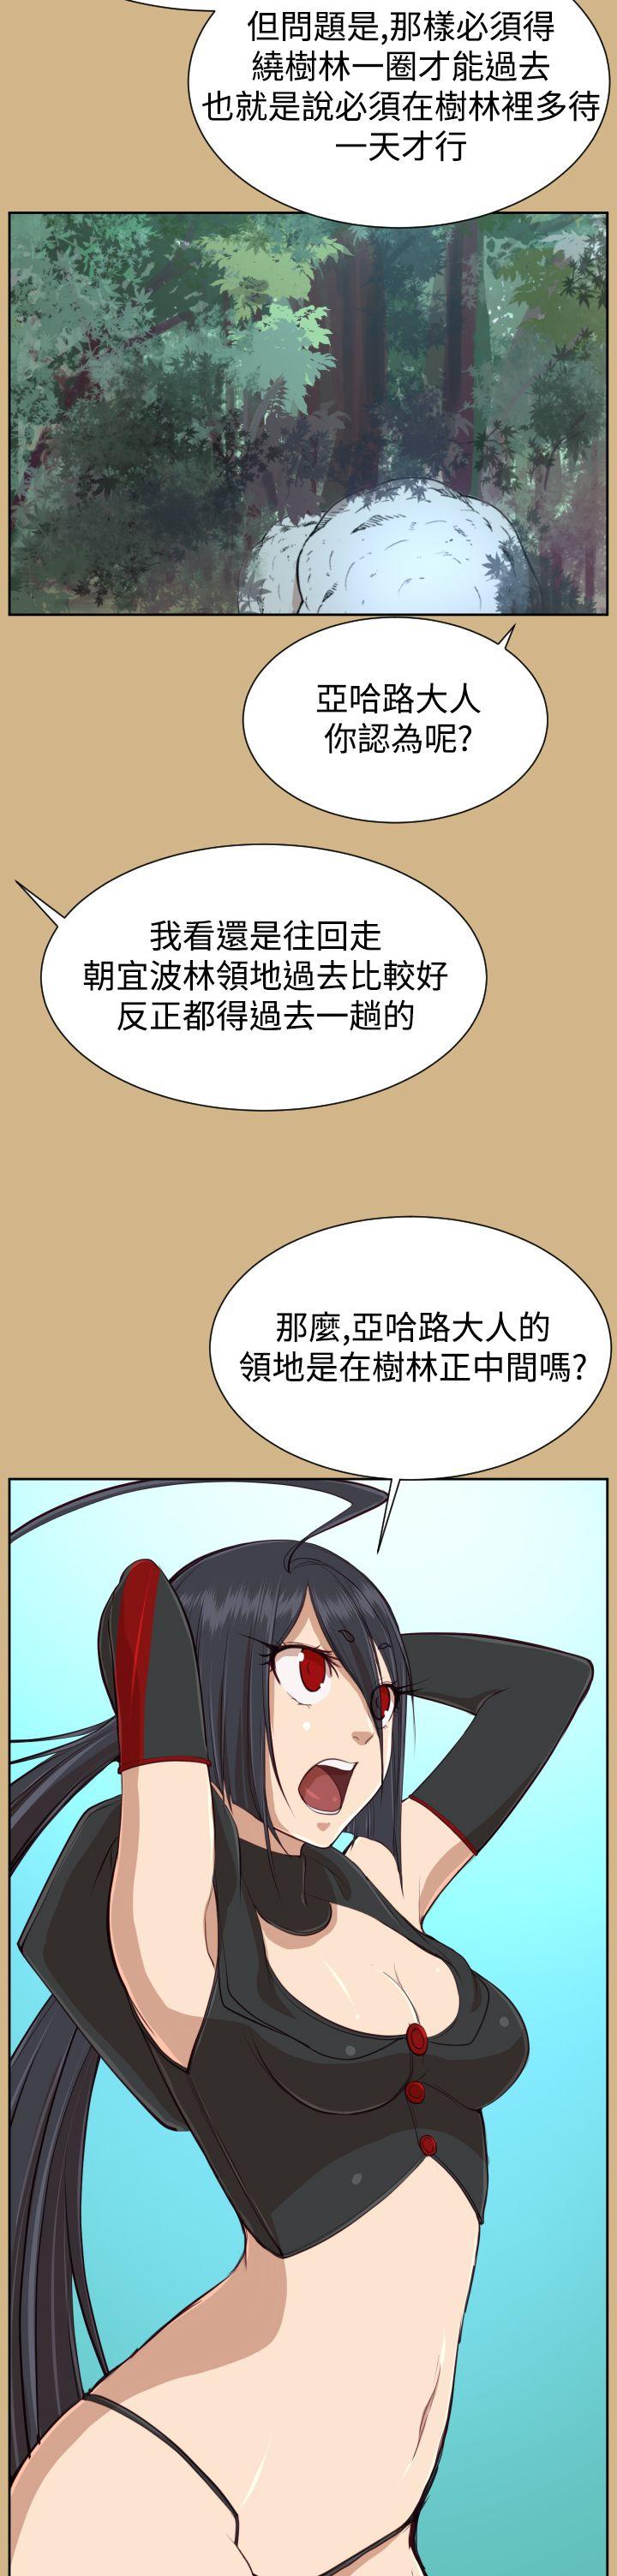 但問題是,那樣必須得
繞樹林一圈才能過去
也就是說必須在樹林裡多待
一天才行
亞哈路大人
你認為呢?
我看還是往回走
朝宜波林領地過去比較好
反正都得過去一趟的
那麼,亞哈路大人的
領地是在樹林正中間嗎?